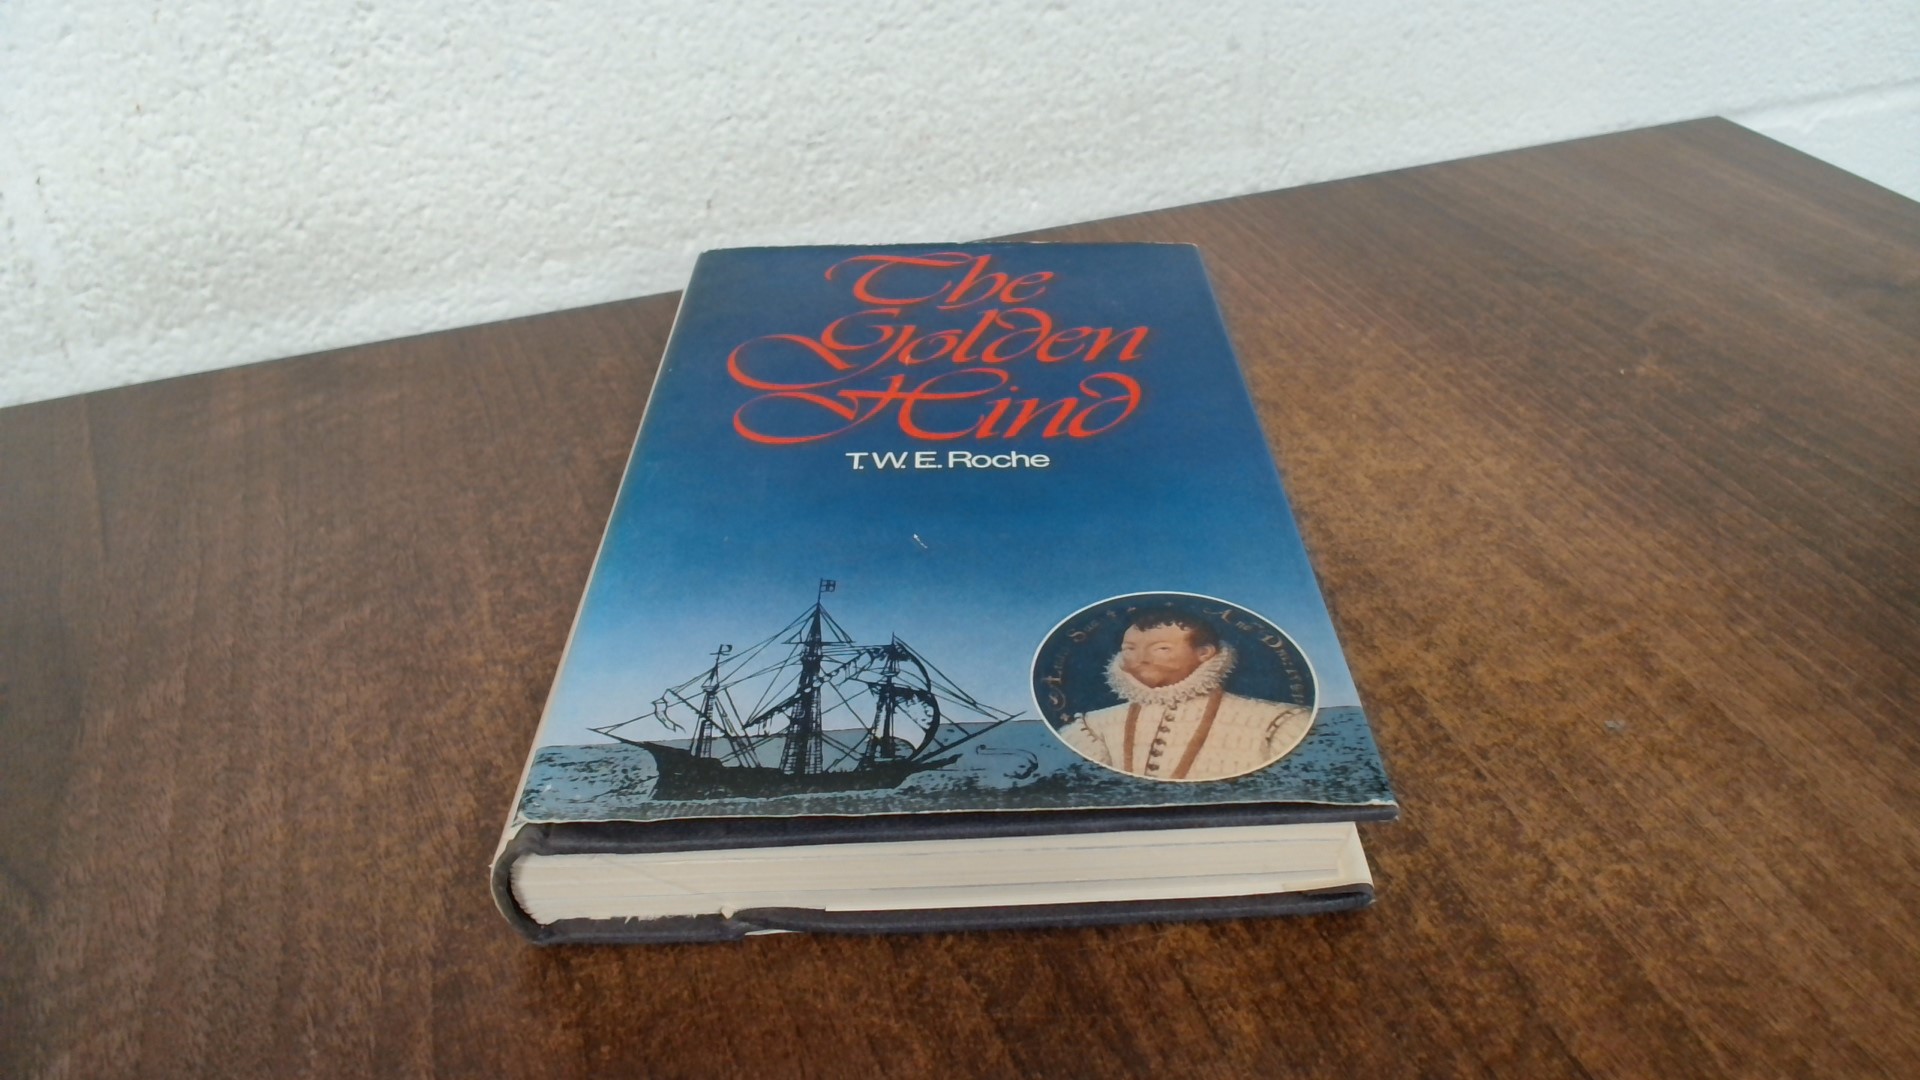 The
Golden
Hind
T. W. E. Roche